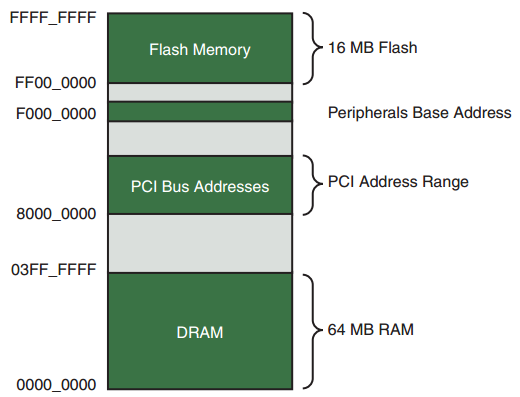 FFFF_FFFF
Flash Memory
16 MB Flash
FF00_0000
F000_0000
Peripherals Base Address
PCI Bus Addresses
PCI Address Range
8000_0000
03FF_FFFF
DRAM
64 MB RAM
0000_0000